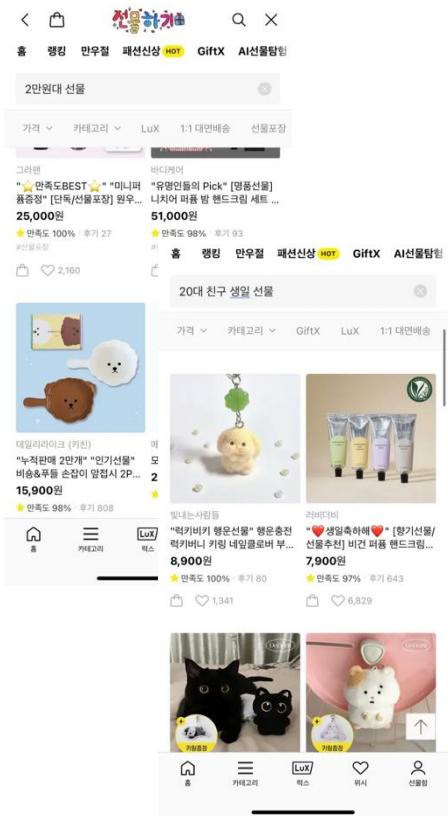 선물하기
홈 랭킹 만우절 패션신상 HOT GiftX AI선물탐험
2만원대 선물
가격 카테고리 LuX 1:1 대면배송 선물포장
그라펜
"⭐만족도BEST⭐" "미니퍼
퓸증정" [단독/선물포장] 원우...
25,000원
만족도 100% 후기 27
#선물포장
2,160
바디케어
"유명인들의 Pick" [명품선물]
니치어 퍼퓸 밤 핸드크림 세트 ...
51,000원
만족도 98% 후기 93
데일리라이크 (키친)
"누적판매 2만개" "인기선물"
비숑&푸들 손잡이 앞접시 2P...
15,900원
만족도 98% 후기 808
홈 카테고리 LuX 럭스
홈 랭킹 만우절 패션신상 HOT GiftX AI선물탐험
20대 친구 생일 선물
가격 카테고리 GiftX LuX 1:1 대면배송
빛내는사람들
"럭키비키 행운선물" 행운충전
럭키버니 키링 네잎클로버 부...
8,900원
만족도 100% 후기 80
1,341
러비더비
"❤️생일축하해❤️" [향기선물/
선물추천] 비건 퍼퓸 핸드크림...
7,900원
만족도 97% 후기 643
6,829
키링증정
키링증정
홈 카테고리 LuX 럭스 위시 선물함